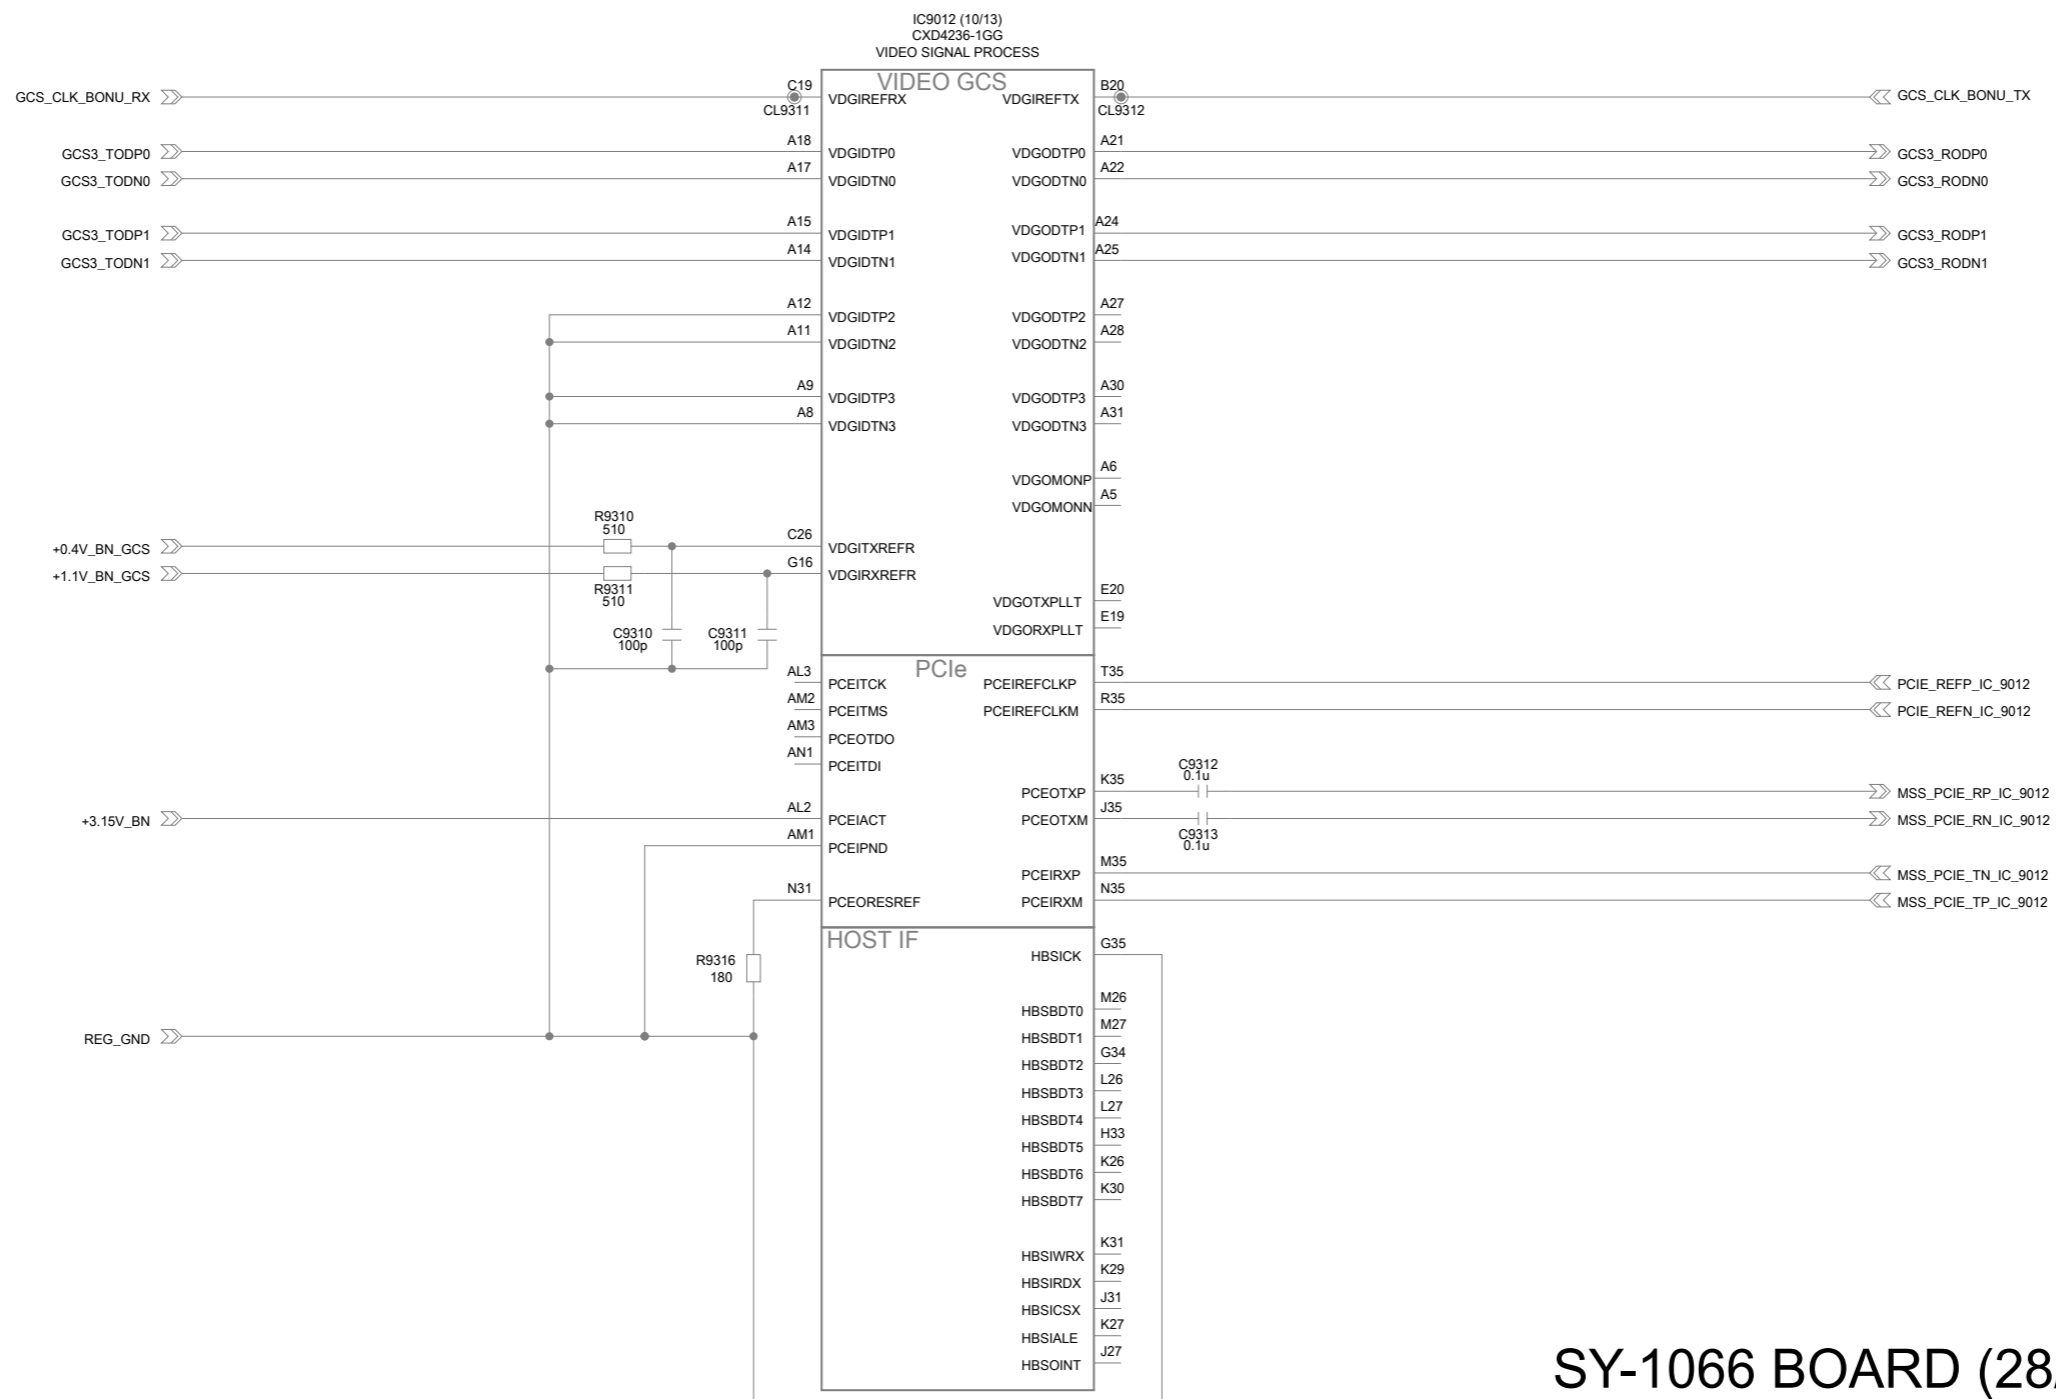 IC9012 (10/13)
CXD4236-1GG
VIDEO SIGNAL PROCESS
VIDEO GCS
GCS_CLK_BONU_RX C19 CL9311 VDGIREFRX VDGIREFTX B20 CL9312 GCS_CLK_BONU_TX
GCS3_TODP0 A18 VDGIDTP0 VDGODTP0 A21 GCS3_RODP0
GCS3_TODN0 A17 VDGIDTN0 VDGODTN0 A22 GCS3_RODN0
GCS3_TODP1 A15 VDGIDTP1 VDGODTP1 A24 GCS3_RODP1
GCS3_TODN1 A14 VDGIDTN1 VDGODTN1 A25 GCS3_RODN1
A12 VDGIDTP2 VDGODTP2 A27
A11 VDGIDTN2 VDGODTN2 A28
A9 VDGIDTP3 VDGODTP3 A30
A8 VDGIDTN3 VDGODTN3 A31
VDGOMONP A6
VDGOMONN A5
R9310
510
+0.4V_BN_GCS C26 VDGITXREFR
+1.1V_BN_GCS G16 VDGIRXREFR
R9311
510
VDGOTXPLLT E20
VDGORXPLLT E19
C9310
100p
C9311
100p
PCIe
AL3 PCEITCK PCEIREFCLKP T35 PCIE_REFP_IC_9012
AM2 PCEITMS PCEIREFCLKM R35 PCIE_REFN_IC_9012
AM3 PCEOTDO
AN1 PCEITDI
C9312
0.1u
PCEOTXP K35 MSS_PCIE_RP_IC_9012
+3.15V_BN AL2 PCEIACT PCEOTXM J35 MSS_PCIE_RN_IC_9012
C9313
0.1u
AM1 PCEIPND
PCEIRXP M35 MSS_PCIE_TN_IC_9012
N31 PCEORESREF PCEIRXM N35 MSS_PCIE_TP_IC_9012
HOST IF
R9316
180
HBSICK G35
REG_GND
HBSBDT0 M26
HBSBDT1 M27
HBSBDT2 G34
HBSBDT3 L26
HBSBDT4 L27
HBSBDT5 H33
HBSBDT6 K26
HBSBDT7 K30
HBSIWRX K31
HBSIRDX K29
HBSICSX J31
HBSIALE K27
HBSOINT J27
SY-1066 BOARD (28